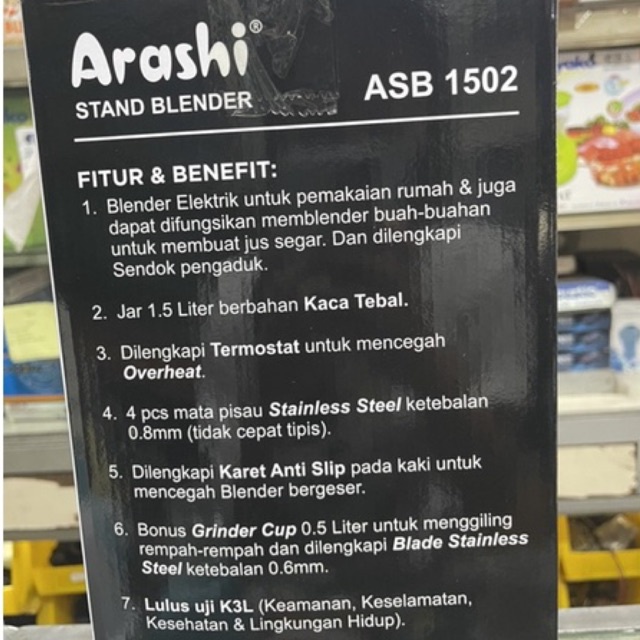 Arashi®
STAND BLENDER
ASB 1502
FITUR & BENEFIT:
1. Blender Elektrik untuk pemakaian rumah & juga
dapat difungsikan memblender buah-buahan
untuk membuat jus segar. Dan dilengkapi
Sendok pengaduk.
2. Jar 1.5 Liter berbahan Kaca Tebal.
3. Dilengkapi Termostat untuk mencegah
Overheat.
4. 4 pcs mata pisau Stainless Steel ketebalan
0.8mm (tidak cepat tipis).
5. Dilengkapi Karet Anti Slip pada kaki untuk
mencegah Blender bergeser.
6. Bonus Grinder Cup 0.5 Liter untuk menggiling
rempah-rempah dan dilengkapi Blade Stainless
Steel ketebalan 0.6mm.
7. Lulus uji K3L (Keamanan, Keselamatan,
Kesehatan & Lingkungan Hidup).